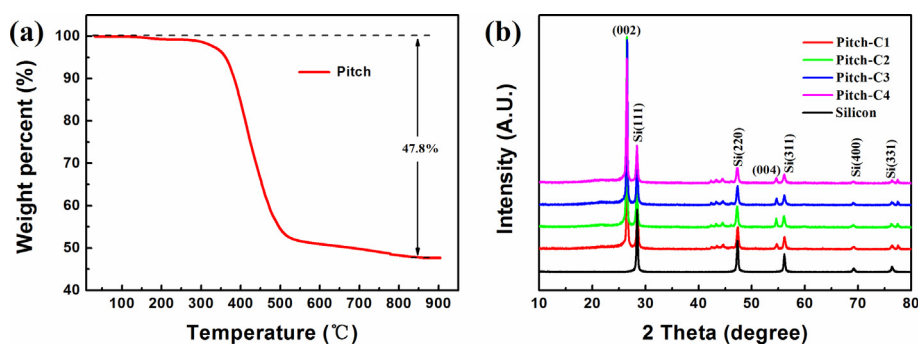 (a)
Weight percent (%)
100
90
80
70
60
50
40
Pitch
47.8%
0
100
200
300
400
500
600
700
800
900
Temperature (℃)
(b)
Intensity (A.U.)
(002)
Si(111)
Si(220)
(004)
Si(311)
Si(400)
Si(331)
Pitch-C1
Pitch-C2
Pitch-C3
Pitch-C4
Silicon
10
20
30
40
50
60
70
80
2 Theta (degree)